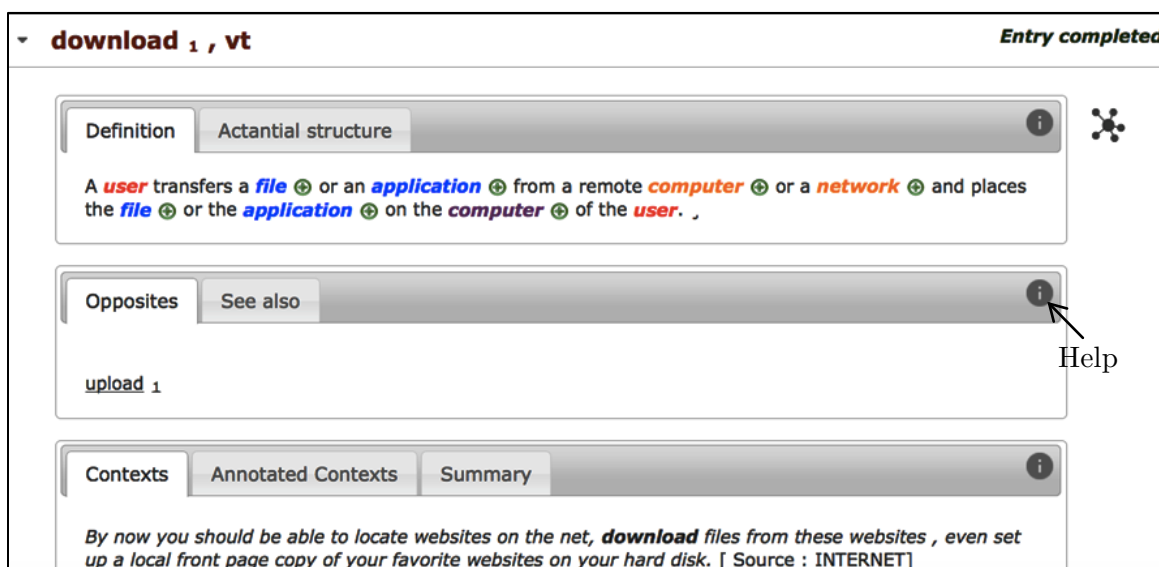 download 1 , vt
Entry completed
Definition
Actantial structure
A user transfers a file or an application from a remote computer or a network and places
the file or the application on the computer of the user.
Opposites
See also
Help
upload 1
Contexts
Annotated Contexts
Summary
By now you should be able to locate websites on the net, download files from these websites , even set
up a local front page copy of your favorite websites on your hard disk. [ Source : INTERNET]